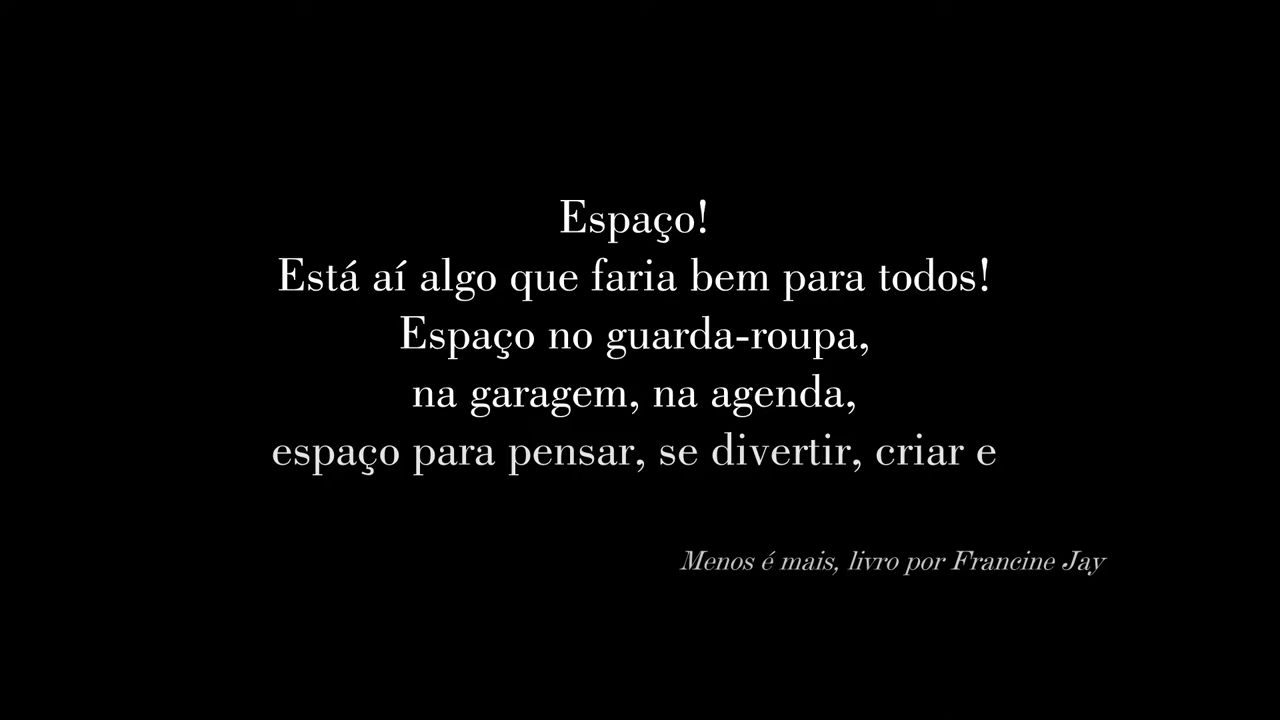 Espaço!
Está aí algo que faria bem para todos!
Espaço no guarda-roupa,
na garagem, na agenda,
espaço para pensar, se divertir, criar e
Menos é mais, livro por Francine Jay